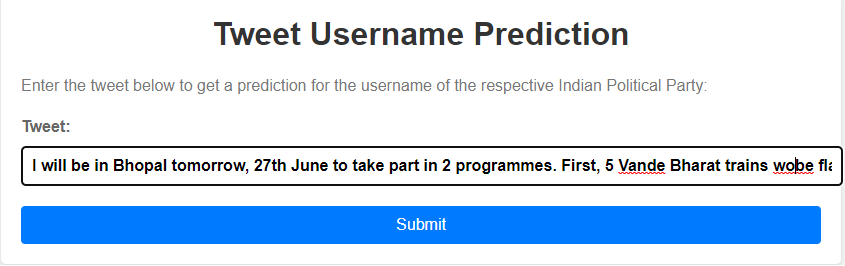 Tweet Username Prediction
Enter the tweet below to get a prediction for the username of the respective Indian Political Party:
Tweet:
I will be in Bhopal tomorrow, 27th June to take part in 2 programmes. First, 5 Vande Bharat trains wobe
Submit